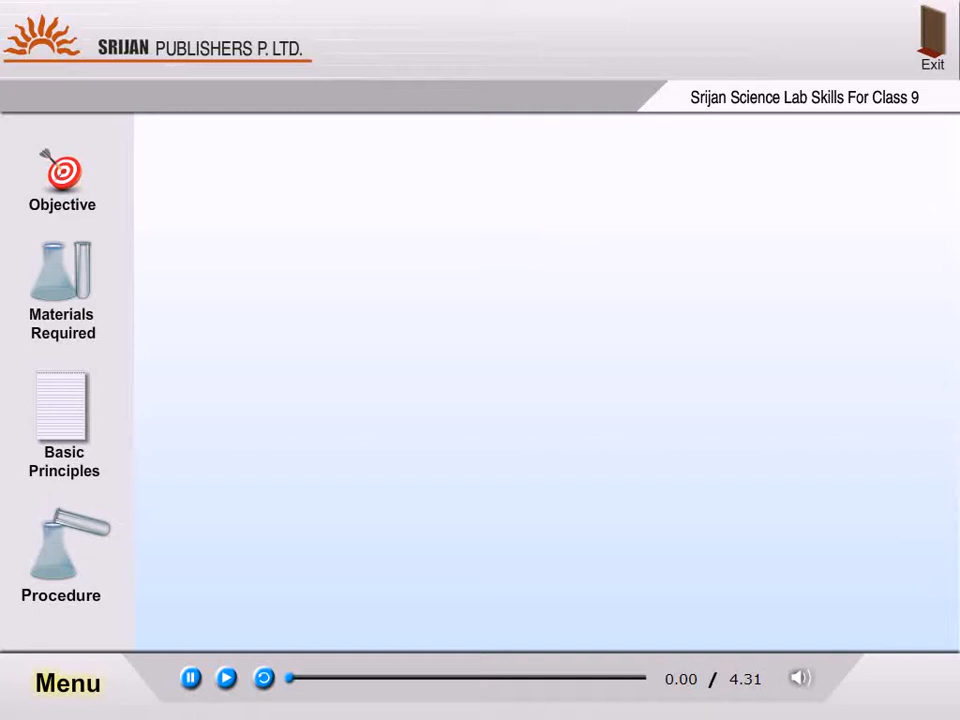 SRIJAN PUBLISHERS P. LTD.
Exit
Srijan Science Lab Skills For Class 9
Objective
Materials
Required
Basic
Principles
Procedure
Menu
0.00 / 4.31